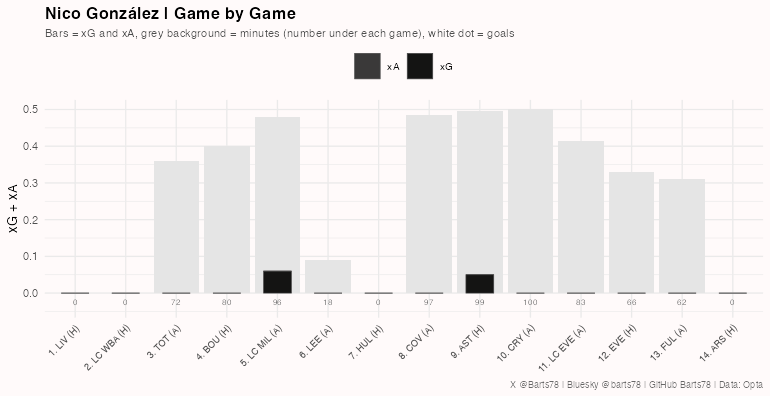 Nico González | Game by Game
Bars = xG and xA, grey background = minutes (number under each game), white dot = goals
xA xG
xG + xA
0.5
0.4
0.3
0.2
0.1
0.0
0 0 72 80 96 18 0 97 99 100 83 66 62 0
1. LIV (H) 2. LC WBA (H) 3. TOT (A) 4. BOU (H) 5. LC MIL (A) 6. LEE (A) 7. HUL (H) 8. COV (A) 9. AST (H) 10. CRY (A) 11. LC EVE (A) 12. EVE (H) 13. FUL (A) 14. ARS (H)
X @Barts78 | Bluesky @barts78 | GitHub Barts78 | Data: Opta